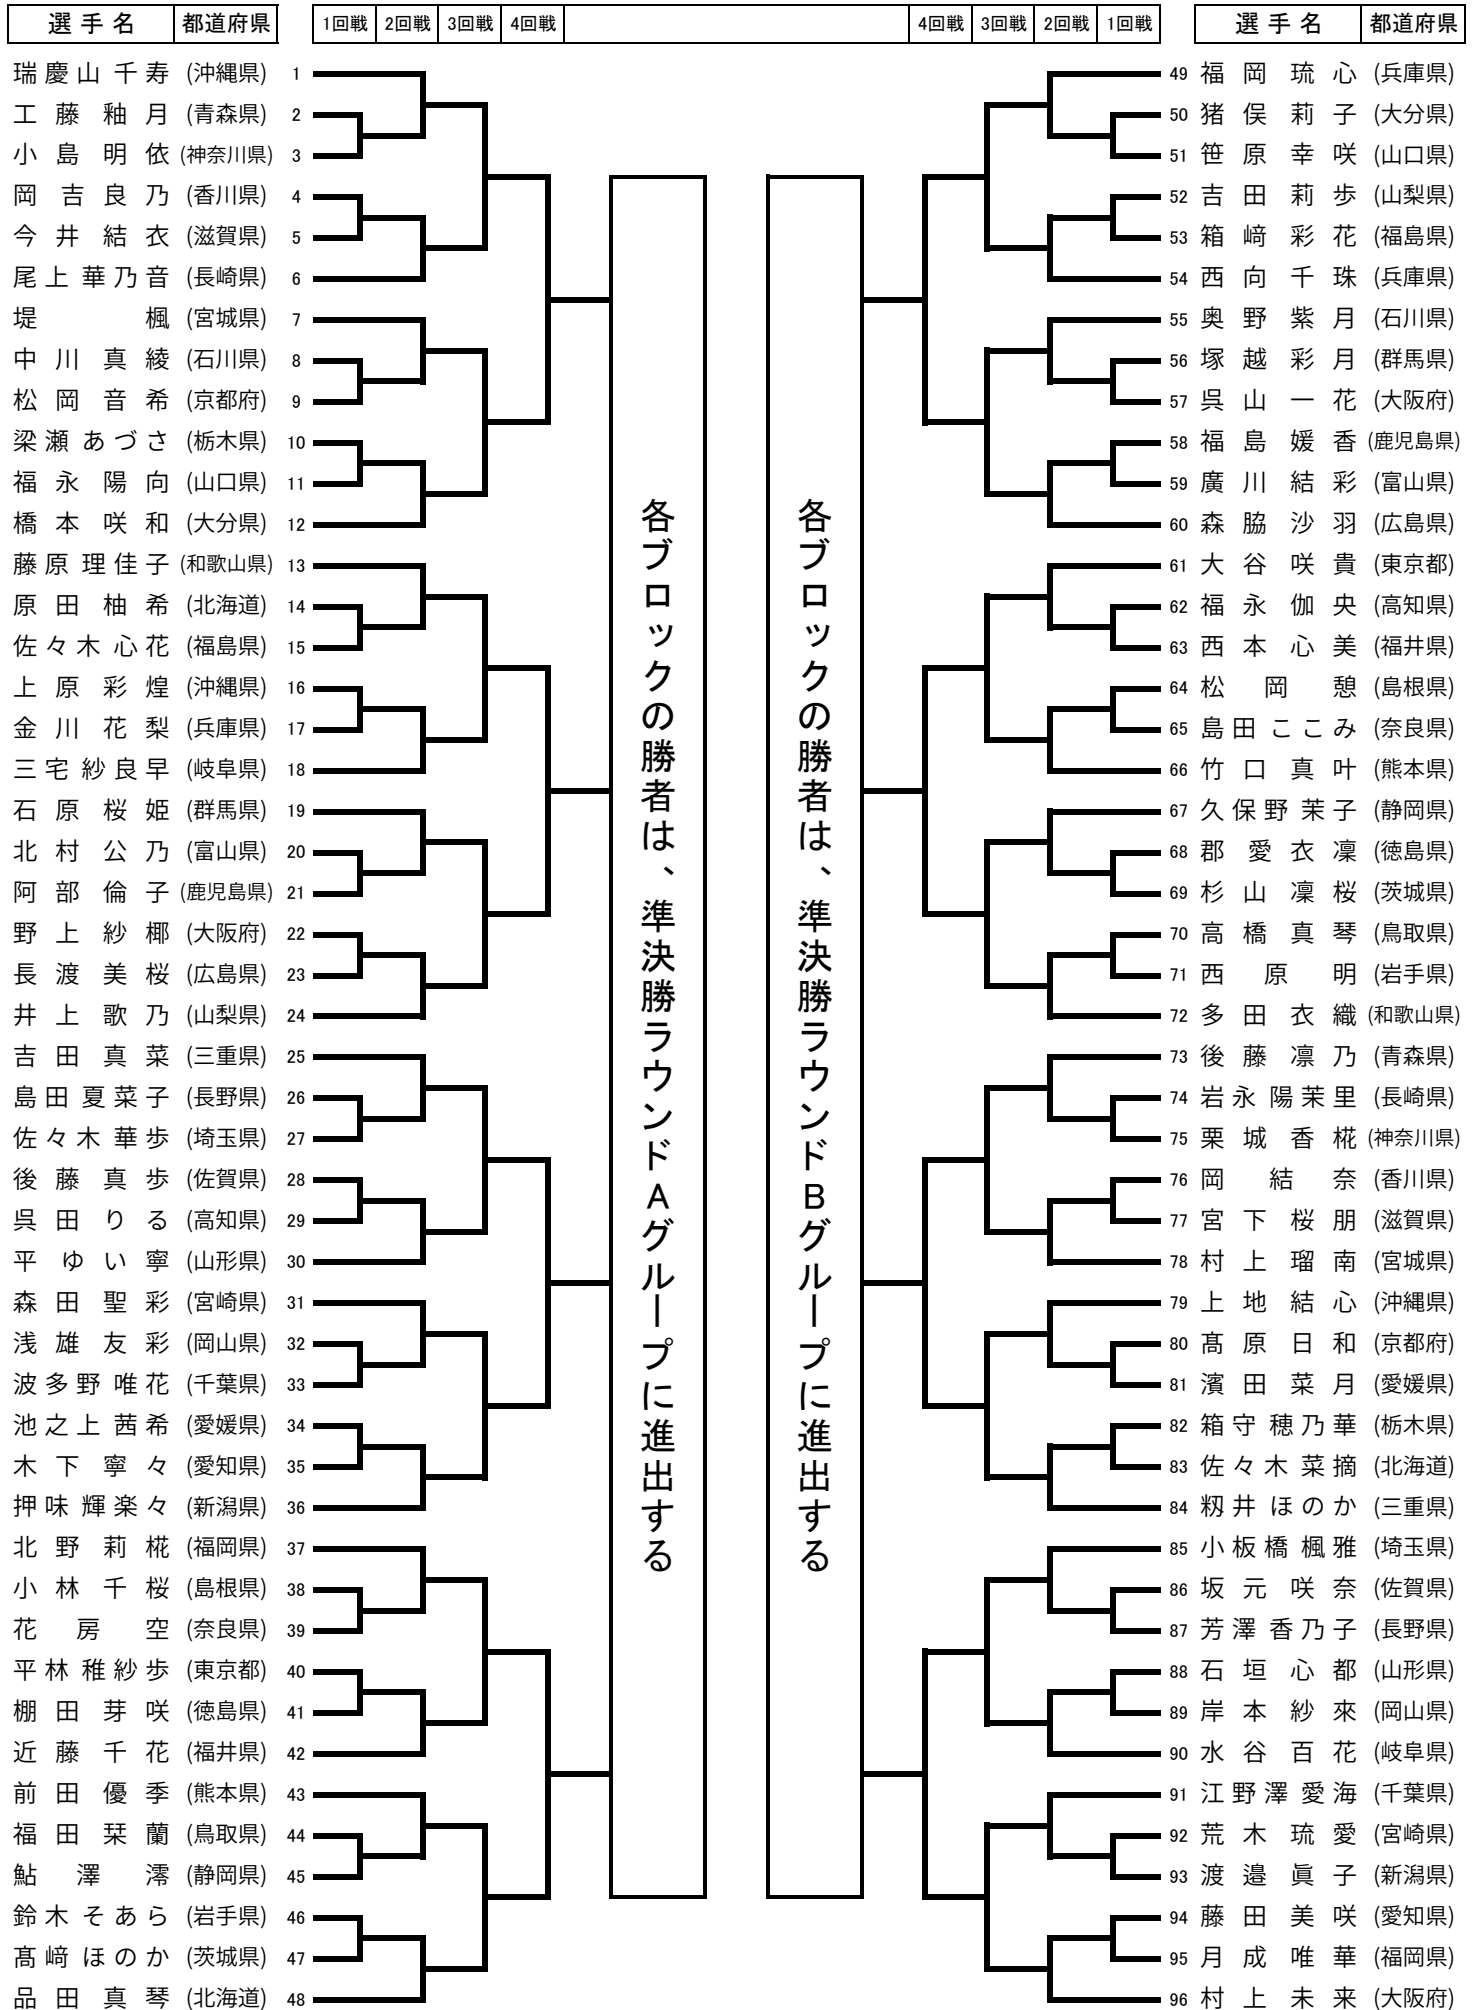 選手名 都道府県 1回戦 2回戦 3回戦 4回戦 4回戦 3回戦 2回戦 1回戦 選手名 都道府県
瑞慶山千寿 (沖縄県) 1
工藤釉月 (青森県) 2
小島明依 (神奈川県) 3
岡吉良乃 (香川県) 4
今井結衣 (滋賀県) 5
尾上華乃音 (長崎県) 6
堤楓 (宮城県) 7
中川真綾 (石川県) 8
松岡音希 (京都府) 9
梁瀬あづさ (栃木県) 10
福永陽向 (山口県) 11
橋本咲和 (大分県) 12
藤原理佳子 (和歌山県) 13
原田柚希 (北海道) 14
佐々木心花 (福島県) 15
上原彩煌 (沖縄県) 16
金川花梨 (兵庫県) 17
三宅紗良早 (岐阜県) 18
石原桜姫 (群馬県) 19
北村公乃 (富山県) 20
阿部倫子 (鹿児島県) 21
野上紗椰 (大阪府) 22
長渡美桜 (広島県) 23
井上歌乃 (山梨県) 24
吉田真菜 (三重県) 25
島田夏菜子 (長野県) 26
佐々木華歩 (埼玉県) 27
後藤真歩 (佐賀県) 28
呉田りる (高知県) 29
平ゆい寧 (山形県) 30
森田聖彩 (宮崎県) 31
浅雄友彩 (岡山県) 32
波多野唯花 (千葉県) 33
池之上茜希 (愛媛県) 34
木下寧々 (愛知県) 35
押味輝楽々 (新潟県) 36
北野莉椛 (福岡県) 37
小林千桜 (島根県) 38
花房空 (奈良県) 39
平林稚紗歩 (東京都) 40
棚田芽咲 (徳島県) 41
近藤千花 (福井県) 42
前田優季 (熊本県) 43
福田栞蘭 (鳥取県) 44
鮎澤澪 (静岡県) 45
鈴木そあら (岩手県) 46
髙﨑ほのか (茨城県) 47
品田真琴 (北海道) 48
各ブロックの勝者は、準決勝ラウンドAグループに進出する
各ブロックの勝者は、準決勝ラウンドBグループに進出する
49 福岡琉心 (兵庫県)
50 猪俣莉子 (大分県)
51 笹原幸咲 (山口県)
52 吉田莉歩 (山梨県)
53 箱﨑彩花 (福島県)
54 西向千珠 (兵庫県)
55 奥野紫月 (石川県)
56 塚越彩月 (群馬県)
57 呉山一花 (大阪府)
58 福島媛香 (鹿児島県)
59 廣川結彩 (富山県)
60 森脇沙羽 (広島県)
61 大谷咲貴 (東京都)
62 福永伽央 (高知県)
63 西本心美 (福井県)
64 松岡憩 (島根県)
65 島田ここみ (奈良県)
66 竹口真叶 (熊本県)
67 久保野茉子 (静岡県)
68 郡愛衣凜 (徳島県)
69 杉山凜桜 (茨城県)
70 高橋真琴 (鳥取県)
71 西原明 (岩手県)
72 多田衣織 (和歌山県)
73 後藤凛乃 (青森県)
74 岩永陽茉里 (長崎県)
75 栗城香椛 (神奈川県)
76 岡結奈 (香川県)
77 宮下桜朋 (滋賀県)
78 村上瑠南 (宮城県)
79 上地結心 (沖縄県)
80 髙原日和 (京都府)
81 濱田菜月 (愛媛県)
82 箱守穂乃華 (栃木県)
83 佐々木菜摘 (北海道)
84 籾井ほのか (三重県)
85 小板橋楓雅 (埼玉県)
86 坂元咲奈 (佐賀県)
87 芳澤香乃子 (長野県)
88 石垣心都 (山形県)
89 岸本紗來 (岡山県)
90 水谷百花 (岐阜県)
91 江野澤愛海 (千葉県)
92 荒木琉愛 (宮崎県)
93 渡邉眞子 (新潟県)
94 藤田美咲 (愛知県)
95 月成唯華 (福岡県)
96 村上未来 (大阪府)